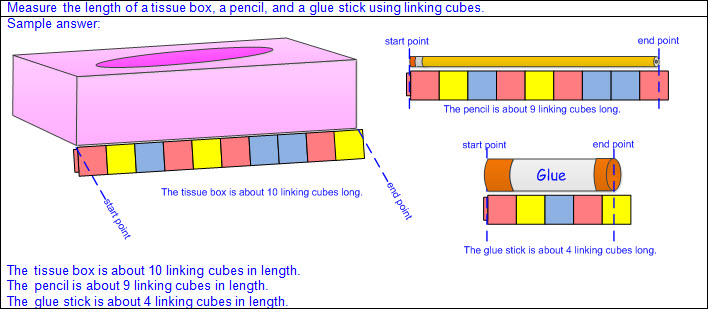 Measure the length of a tissue box, a pencil, and a glue stick using linking cubes.
Sample answer:
start point
end point
The pencil is about 9 linking cubes long.
The tissue box is about 10 linking cubes long.
start point
end point
start point
end point
Glue
The glue stick is about 4 linking cubes long.
The tissue box is about 10 linking cubes in length.
The pencil is about 9 linking cubes in length.
The glue stick is about 4 linking cubes in length.